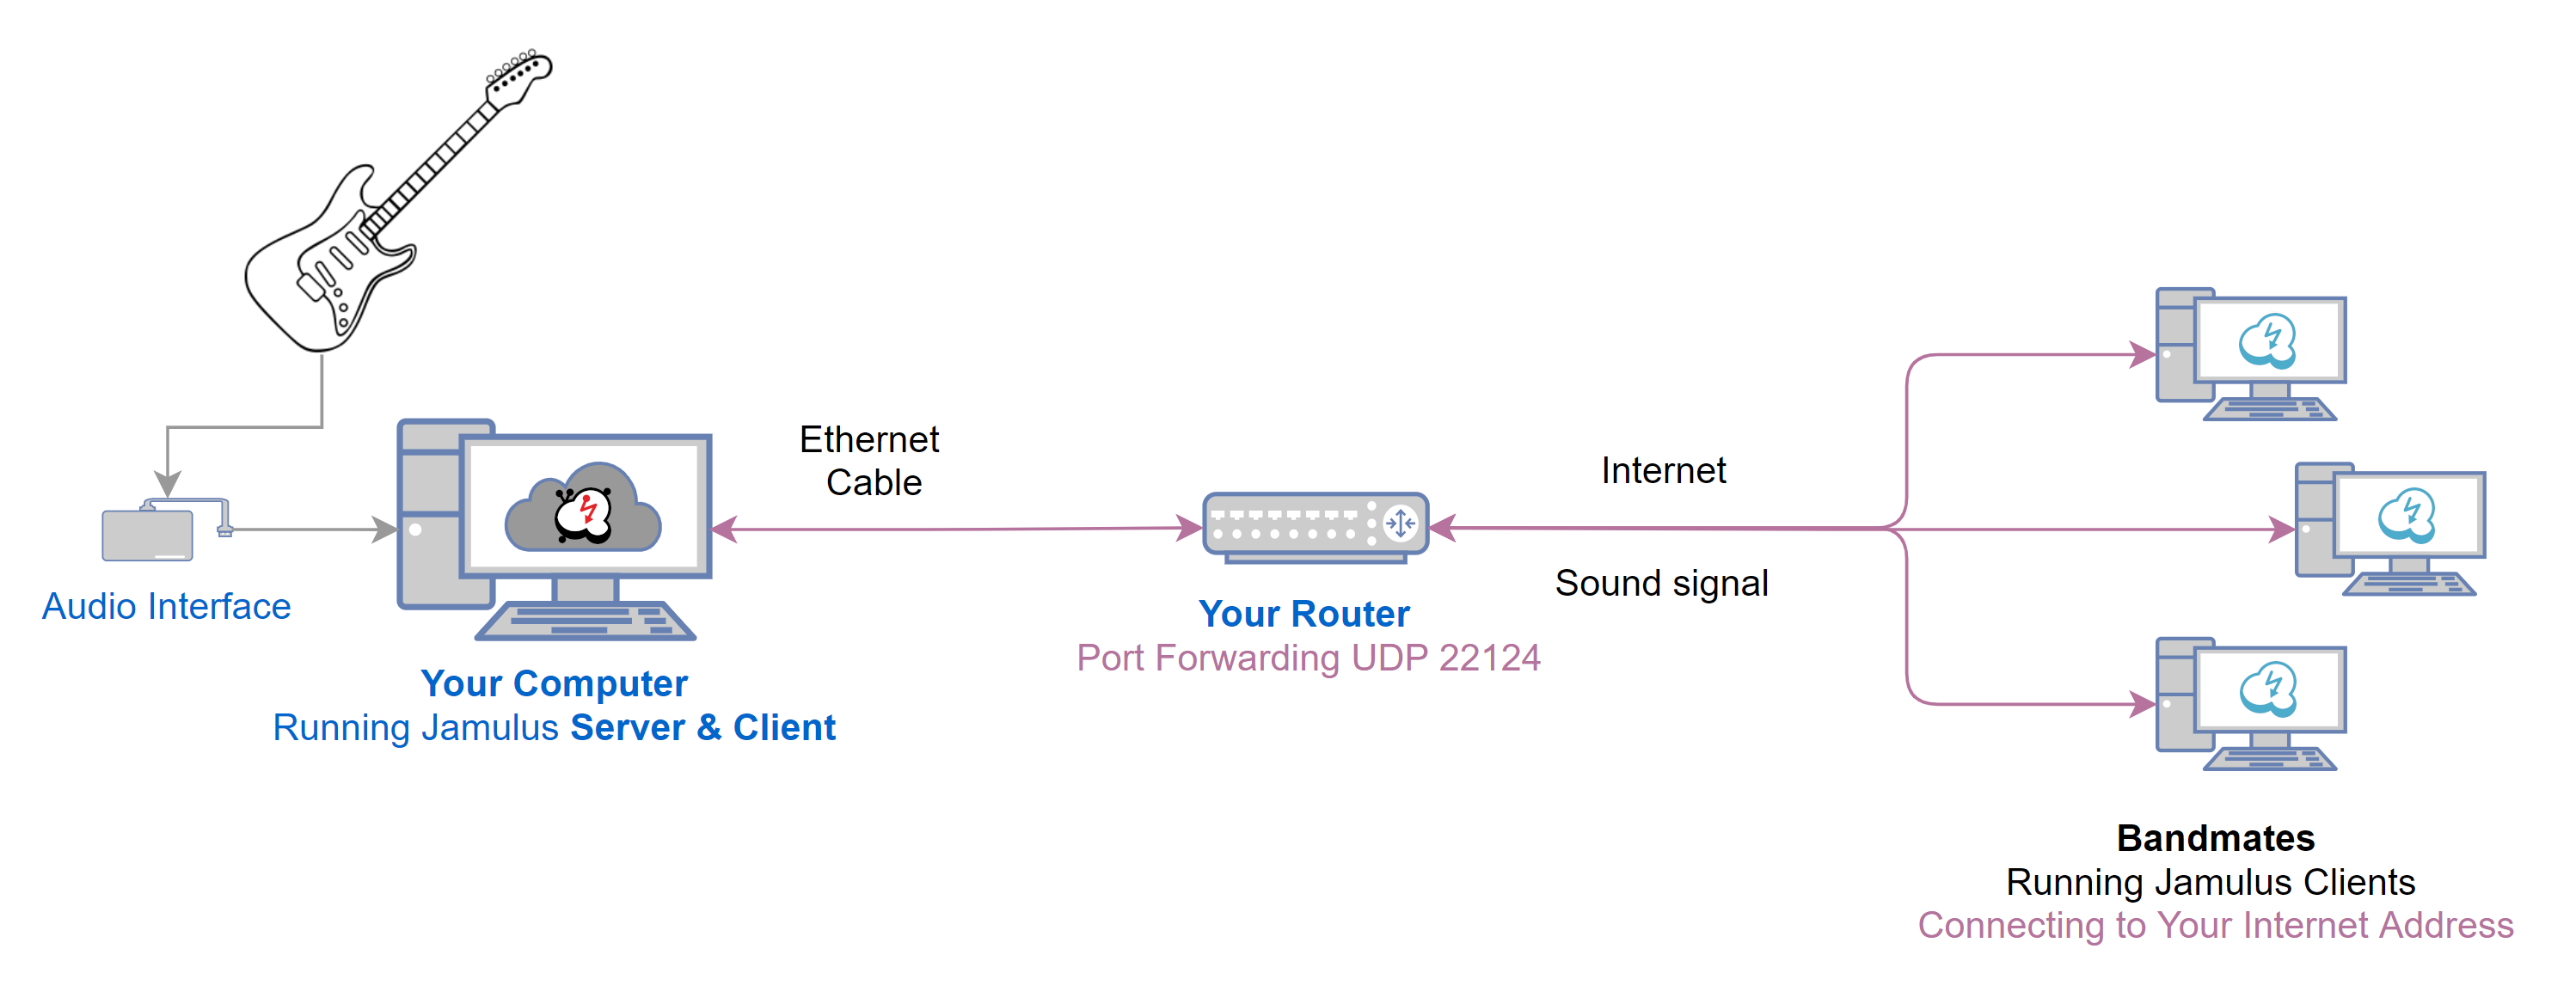 Ethernet
Cable
Internet
Sound signal
Audio Interface
Your Router
Port Forwarding UDP 22124
Your Computer
Running Jamulus Server & Client
Bandmates
Running Jamulus Clients
Connecting to Your Internet Address